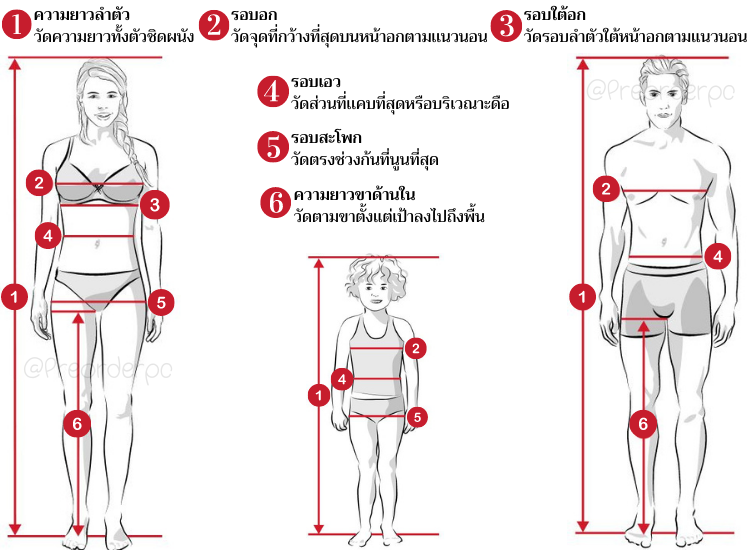 1 ความยาวลำตัว
วัดความยาวทั้งตัวชิดผนัง
2 รอบอก
วัดจุดที่กว้างที่สุดบนหน้าอกตามแนวนอน
3 รอบใต้อก
วัดรอบลำตัวใต้หน้าอกตามแนวนอน
4 รอบเอว
วัดส่วนที่แคบที่สุดหรือบริเวณาะดือ
5 รอบสะโพก
วัดตรงช่วงก้นที่นูนที่สุด
6 ความยาวขาด้านใน
วัดตามขาตั้งแต่เป้าลงไปถึงพื้น
2
3
4
1
5
6
@Preorderpc
2
4
1
5
@Preorderpc
2
4
1
6